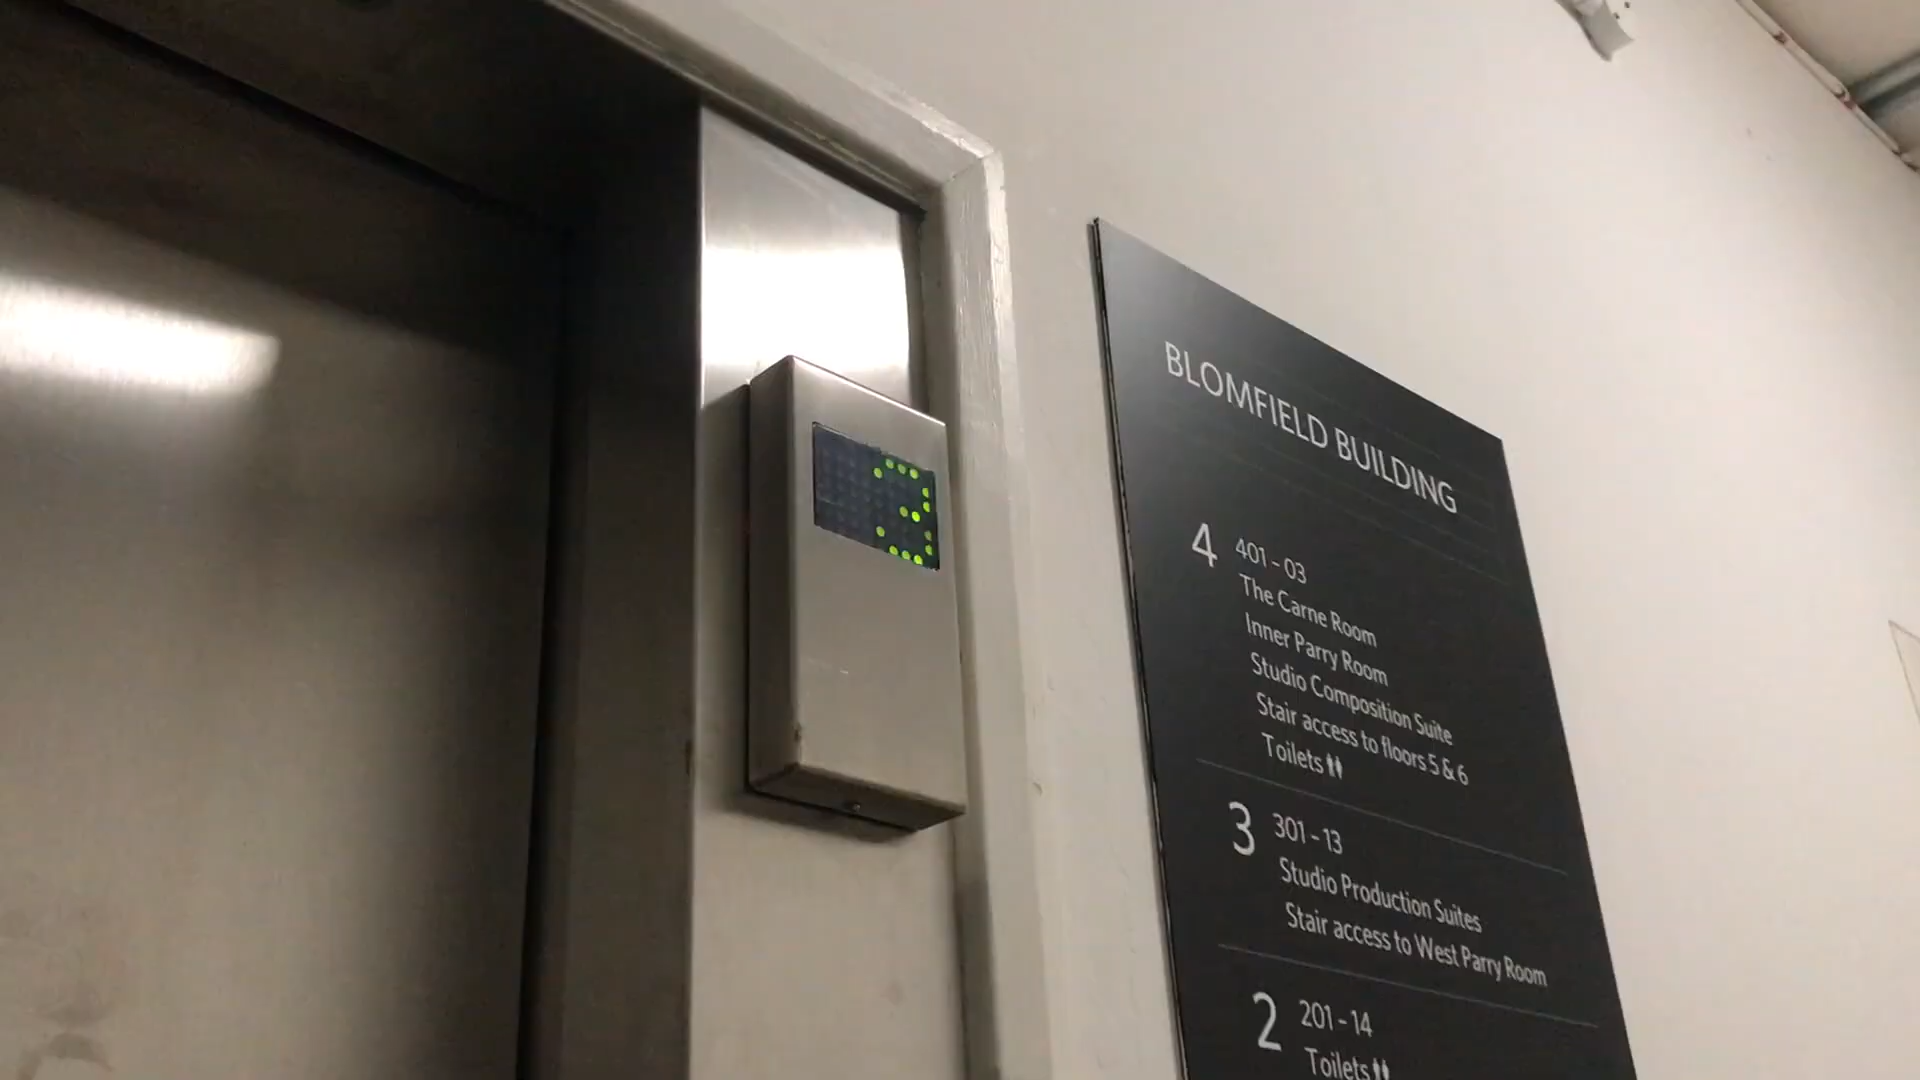 3
BLOMFIELD BUILDING
4 401 - 03
The Carne Room
Inner Parry Room
Studio Composition Suite
Stair access to floors 5 & 6
Toilets
3 301 - 13
Studio Production Suites
Stair access to West Parry Room
2 201 - 14
Toilets